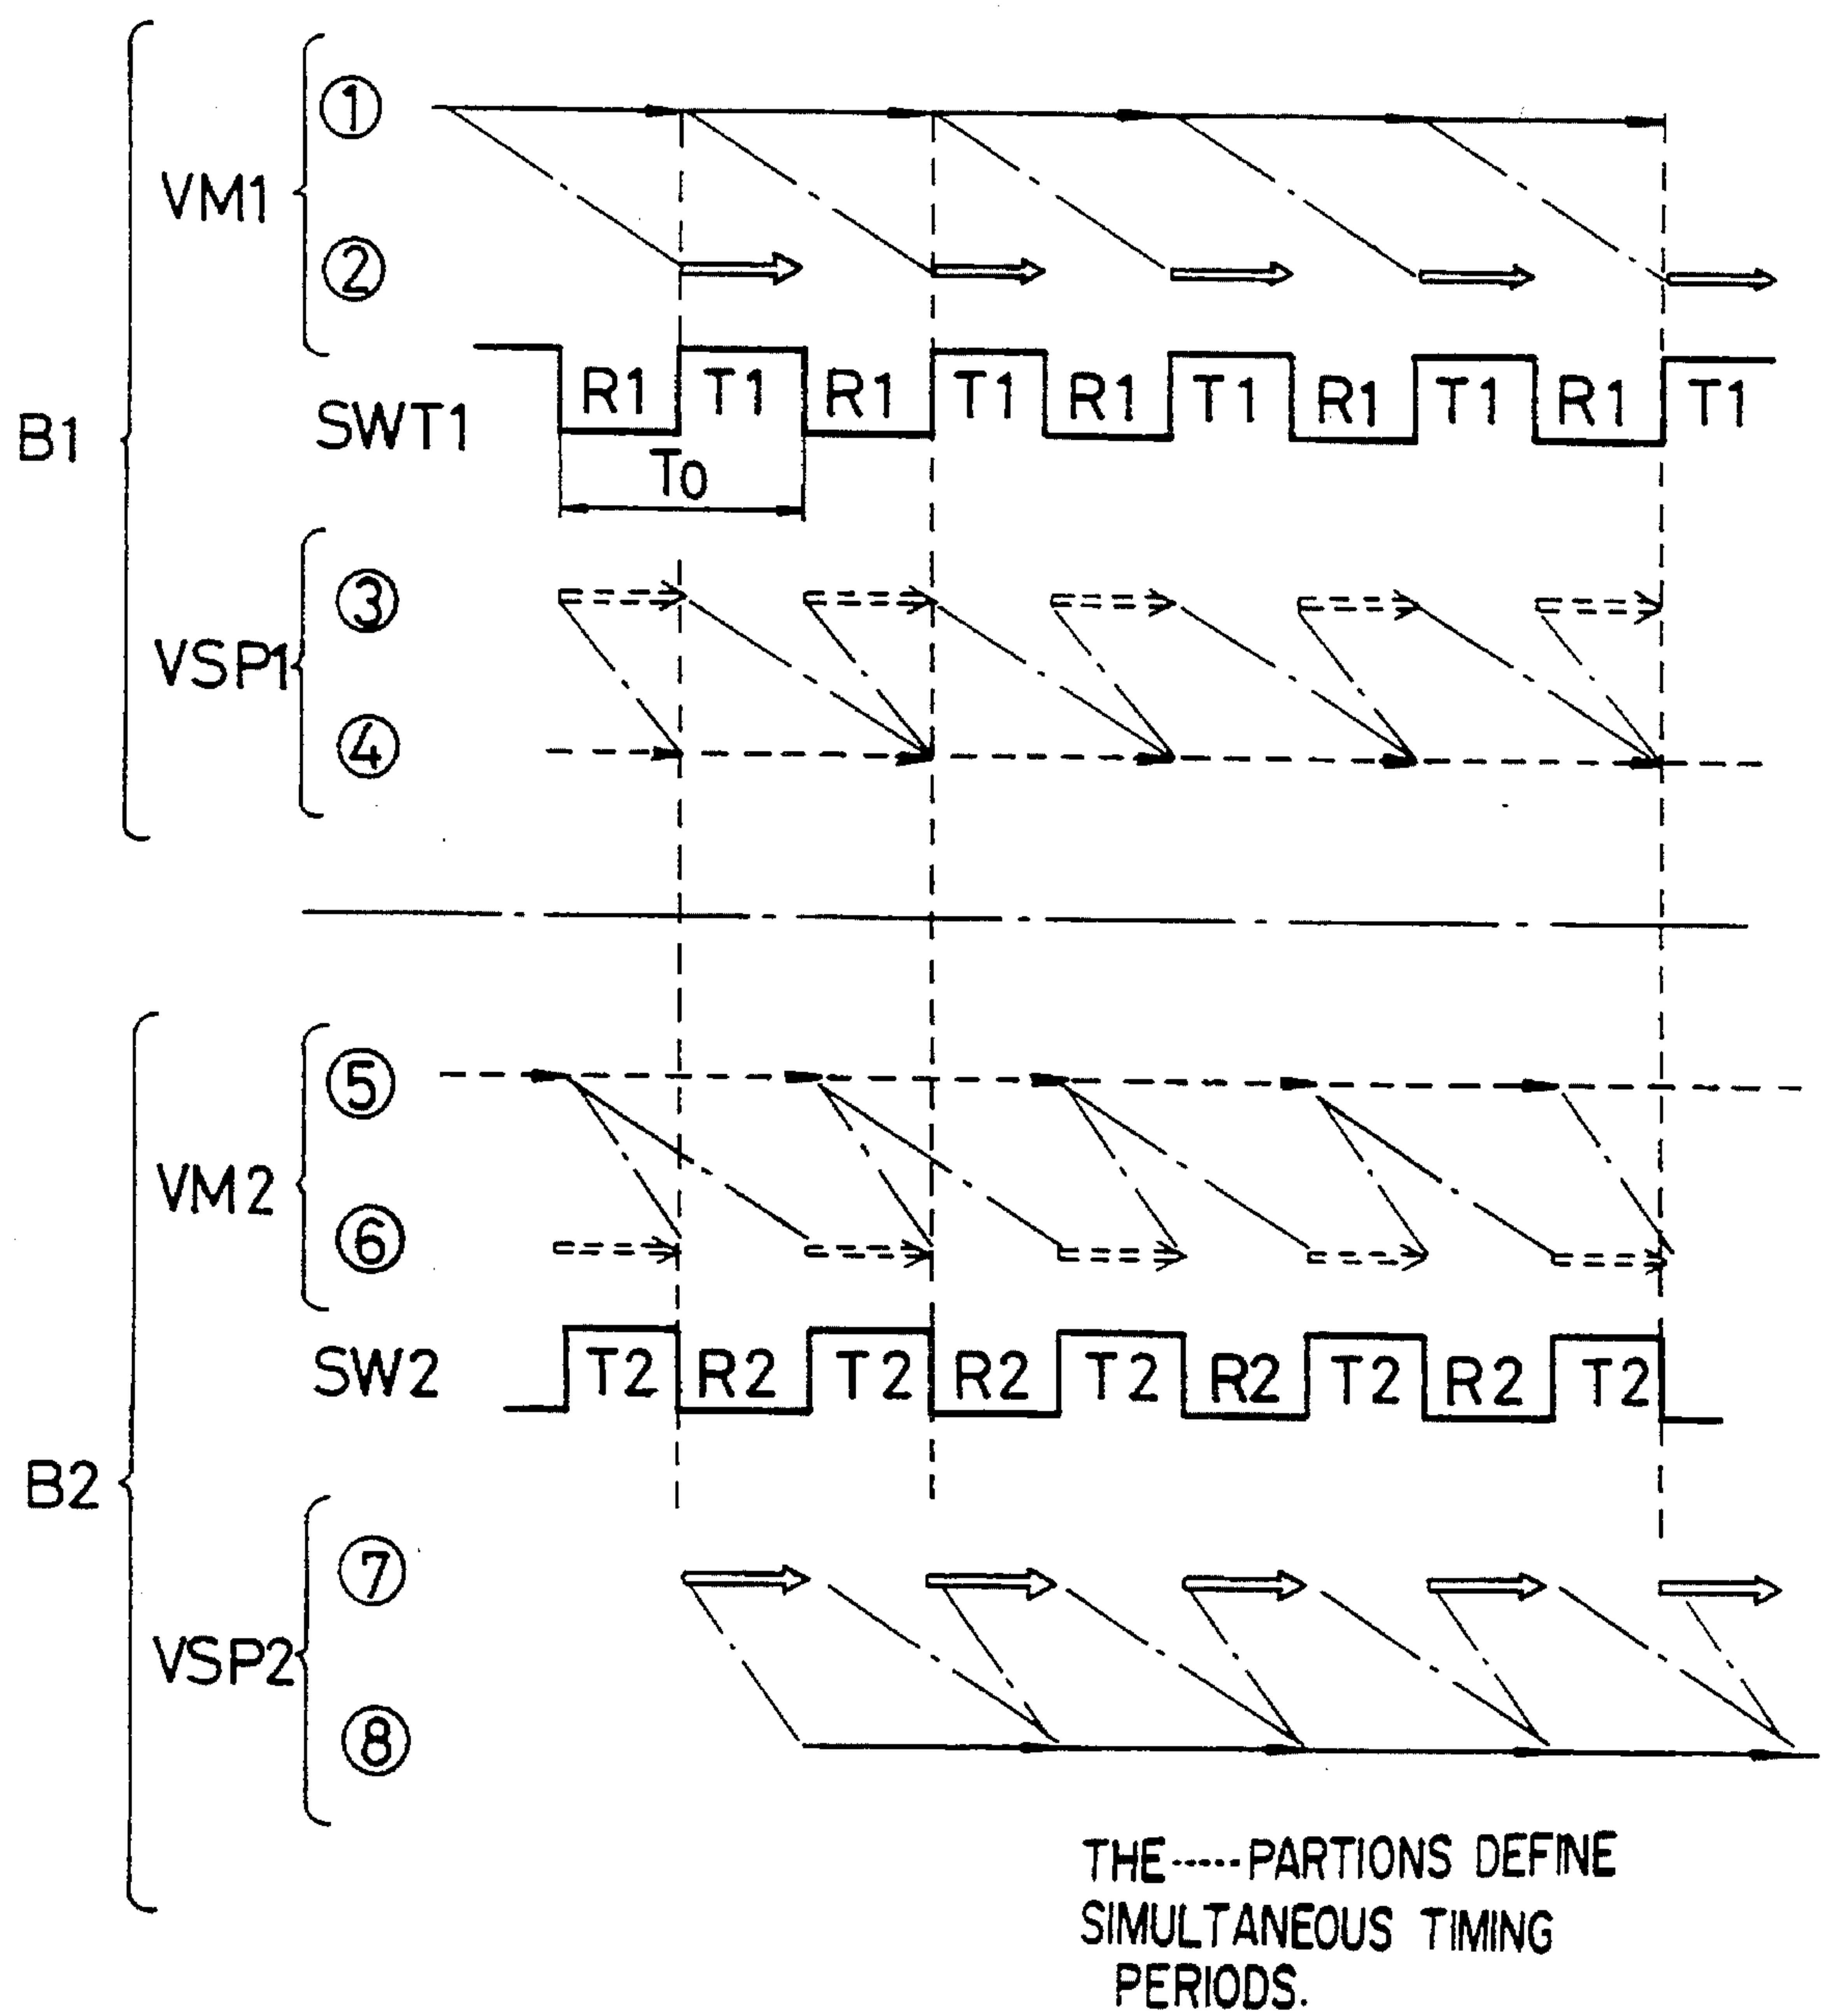 B1
VM1
①
②
SWT1
R1 T1 R1 T1 R1 T1 R1 T1 R1 T1
To
VSP1
③
④
B2
VM2
⑤
⑥
SW2
T2 R2 T2 R2 T2 R2 T2 R2 T2
VSP2
⑦
⑧
THE-----PARTIONS DEFINE
SIMULTANEOUS TIMING
PERIODS.